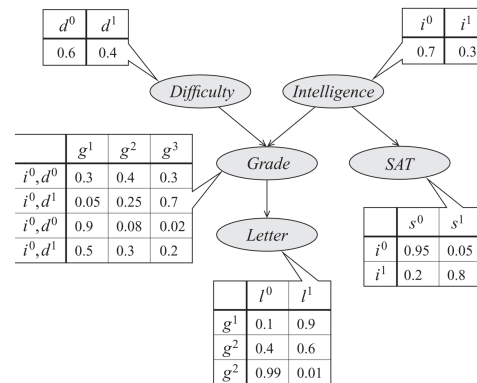 d⁰ d¹
0.6 0.4
i⁰ i¹
0.7 0.3
Difficulty Intelligence
g¹ g² g³
i⁰,d⁰ 0.3 0.4 0.3
i⁰,d¹ 0.05 0.25 0.7
i⁰,d⁰ 0.9 0.08 0.02
i⁰,d¹ 0.5 0.3 0.2
Grade SAT
Letter
s⁰ s¹
i⁰ 0.95 0.05
i¹ 0.2 0.8
l⁰ l¹
g¹ 0.1 0.9
g² 0.4 0.6
g² 0.99 0.01